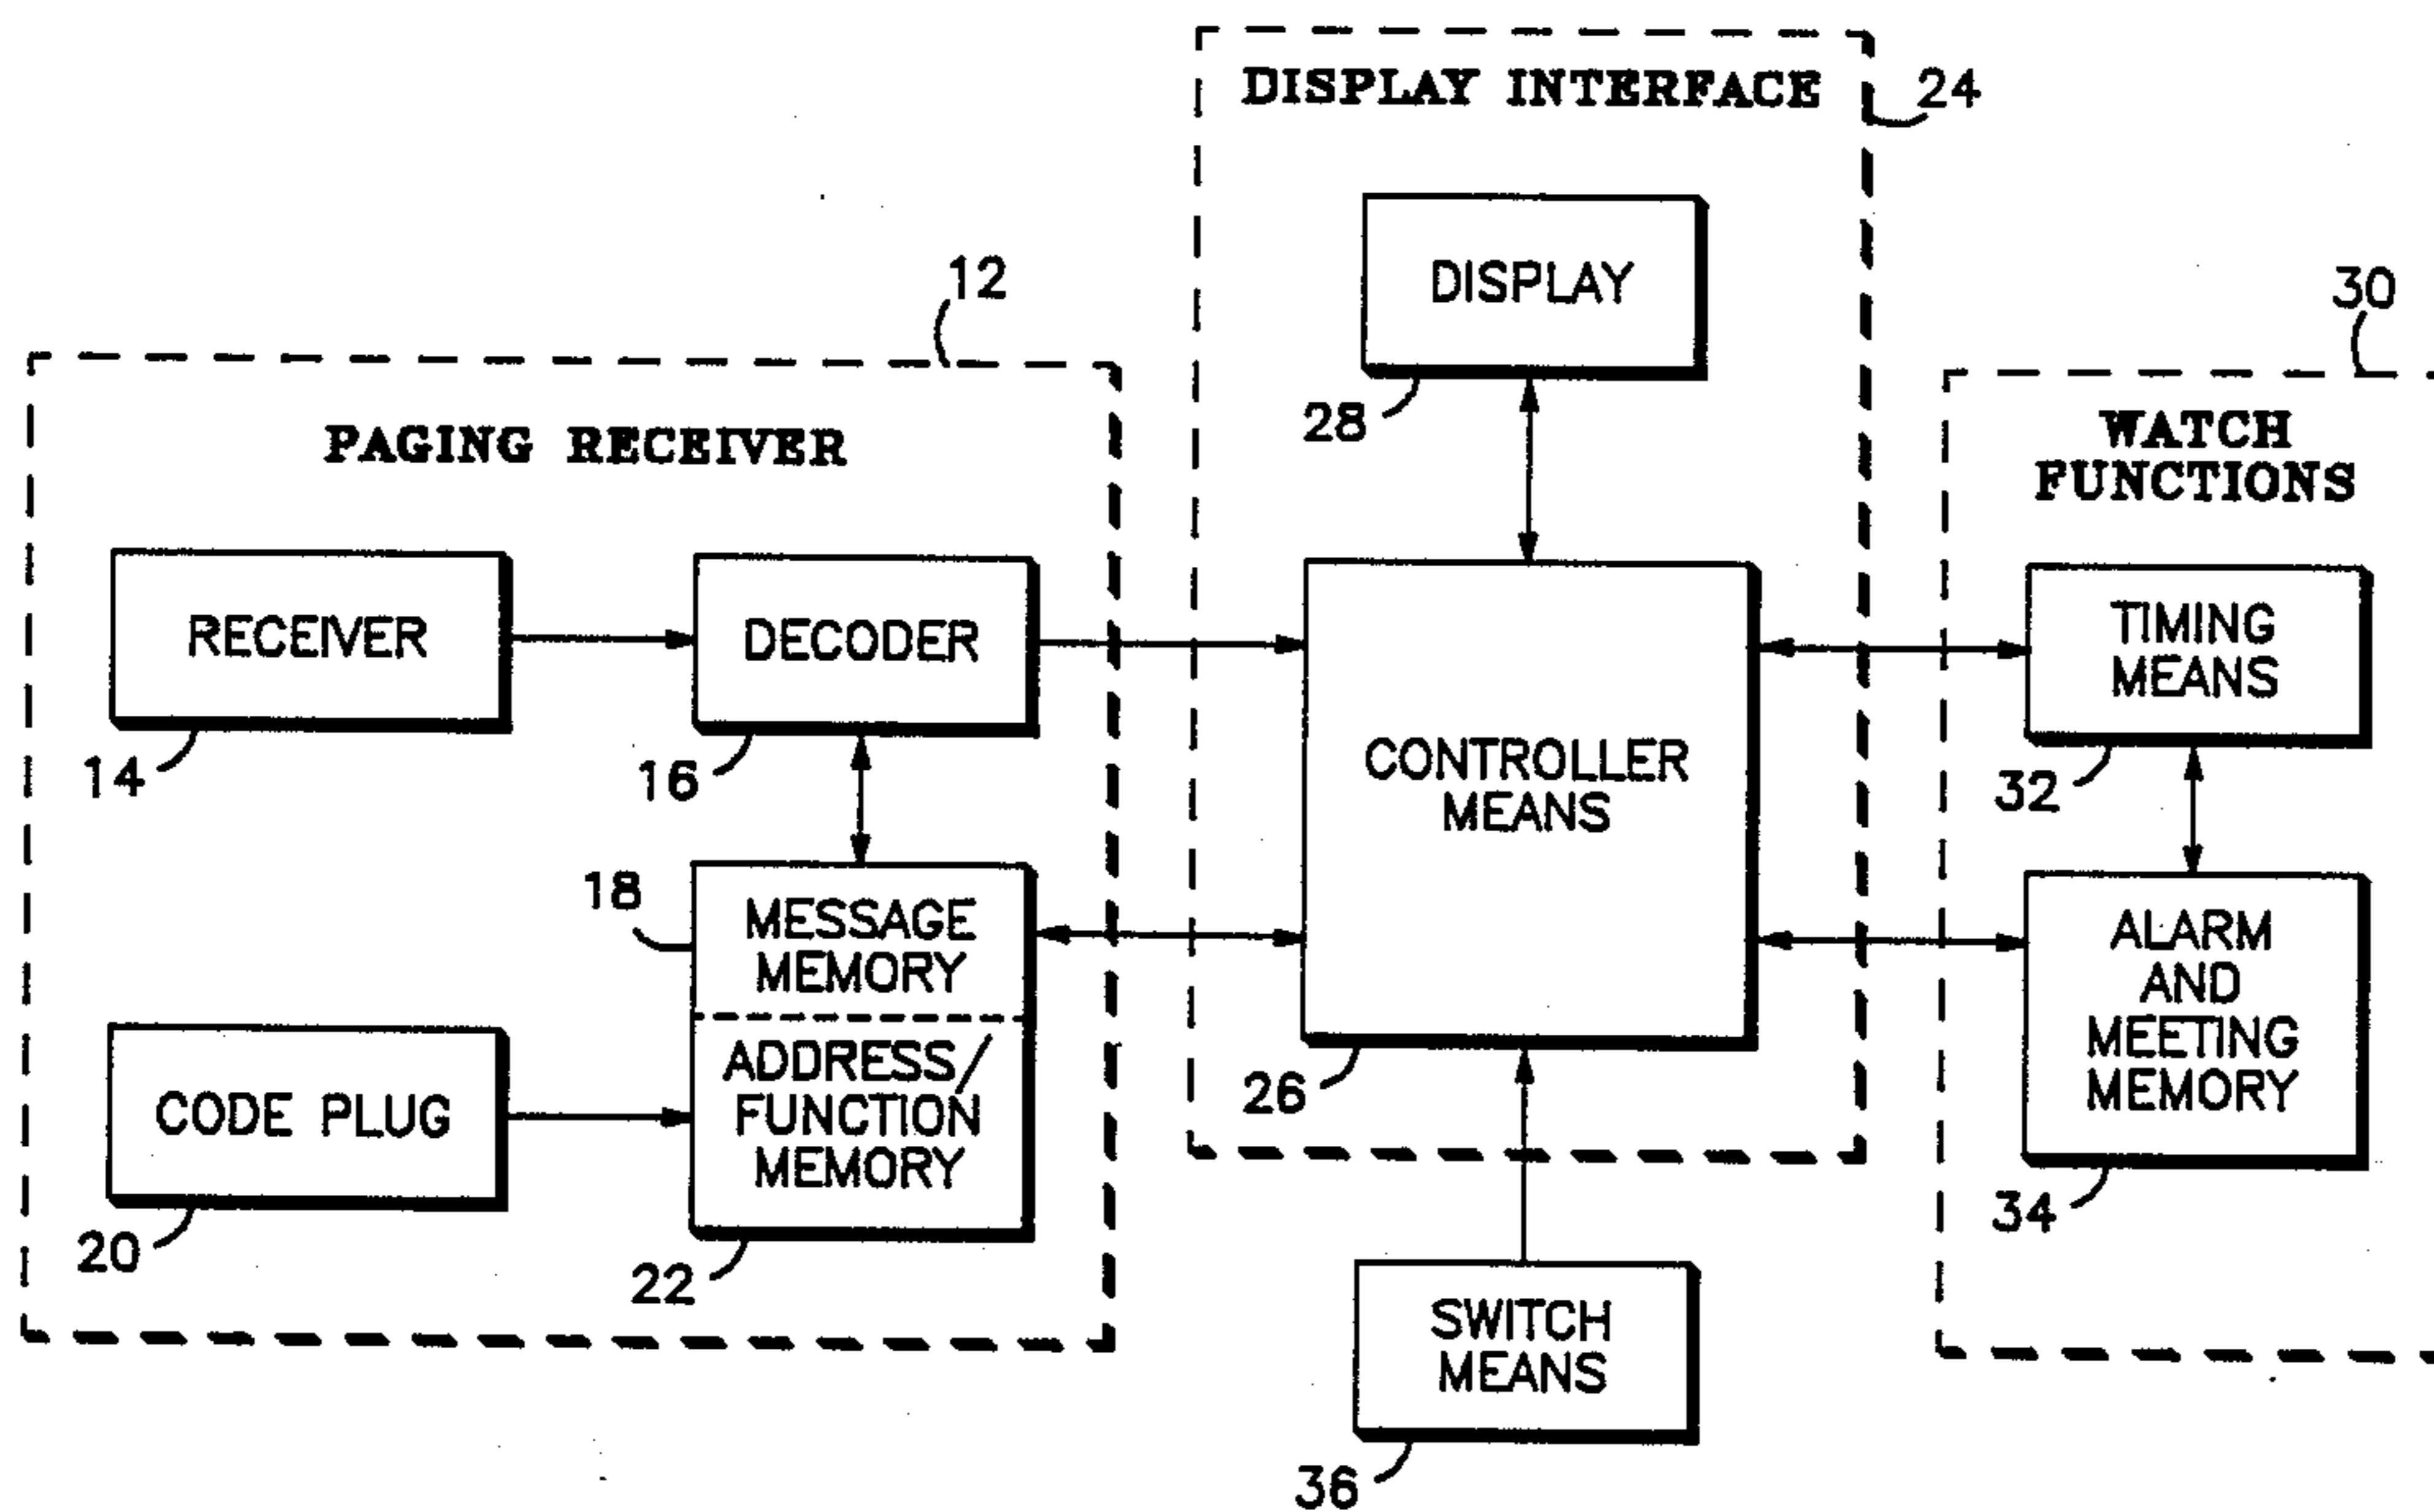 DISPLAY INTERFACE
24
DISPLAY
28
12
30
PAGING RECEIVER
WATCH
FUNCTIONS
RECEIVER
14
DECODER
16
CONTROLLER
MEANS
26
TIMING
MEANS
32
18
MESSAGE
MEMORY
ADDRESS/
FUNCTION
MEMORY
22
CODE PLUG
20
ALARM
AND
MEETING
MEMORY
34
SWITCH
MEANS
36